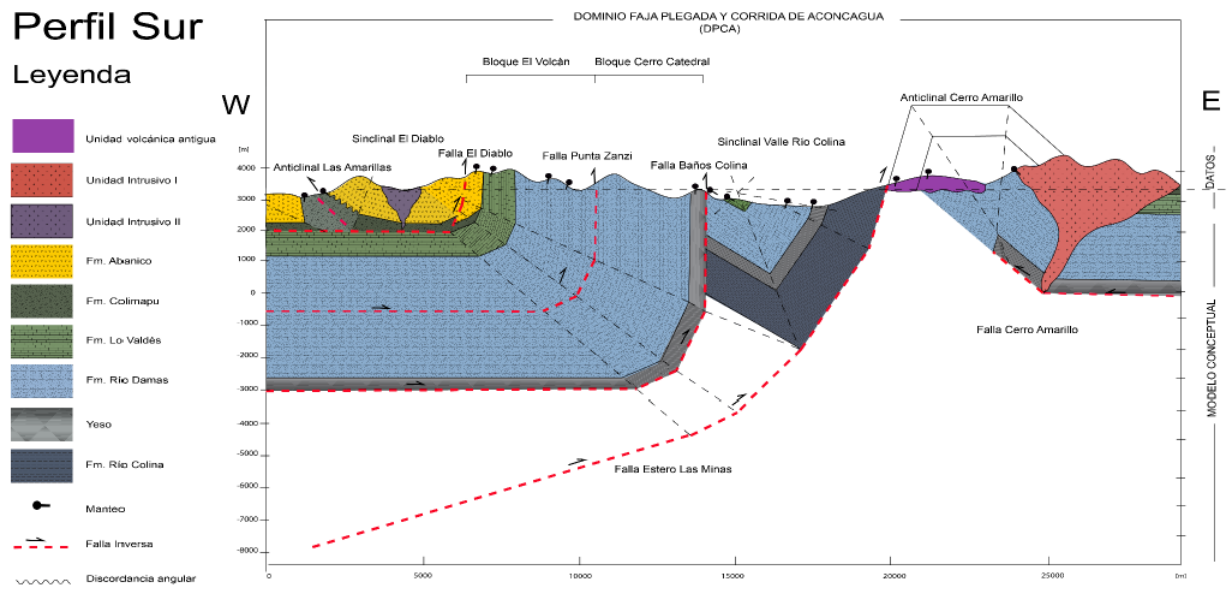 Perfil Sur
Leyenda
Unidad volcánica antigua
Unidad Intrusivo I
Unidad Intrusivo II
Fm. Abanico
Fm. Colimapu
Fm. Lo Valdés
Fm. Río Damas
Yeso
Fm. Río Colina
Manteo
Falla Inversa
Discordancia angular
DOMINIO FAJA PLEGADA Y CORRIDA DE ACONCAGUA
(DPCA)
Bloque El Volcàn
Bloque Cerro Catedral
W
E
Anticlinal Cerro Amarillo
Sinclinal El Diablo
Sinclinal Valle Rio Colina
Falla El Diablo
Falla Punta Zanzi
Anticlinal Las Amarillas
Falla Baños Colina
[m]
4000
3000
2000
1000
0
-1000
-2000
-3000
-4000
-5000
-6000
-7000
-8000
Falla Cerro Amarillo
Falla Estero Las Minas
DATOS
MODELO CONCEPTUAL
0
5000
10000
15000
20000
25000
[m]